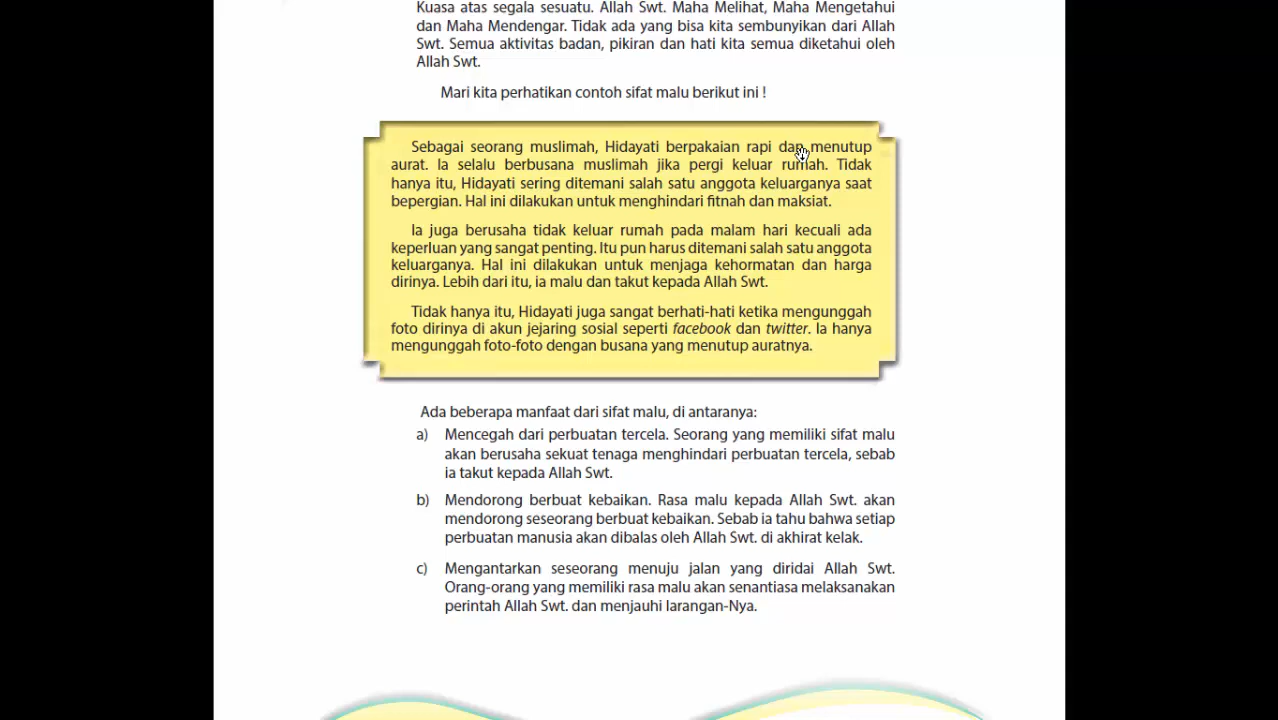 Kuasa atas segala sesuatu. Allah Swt. Maha Melihat, Maha Mengetahui
dan Maha Mendengar. Tidak ada yang bisa kita sembunyikan dari Allah
Swt. Semua aktivitas badan, pikiran dan hati kita semua diketahui oleh
Allah Swt.
Mari kita perhatikan contoh sifat malu berikut ini !
Sebagai seorang muslimah, Hidayati berpakaian rapi dan menutup
aurat. Ia selalu berbusana muslimah jika pergi keluar rumah. Tidak
hanya itu, Hidayati sering ditemani salah satu anggota keluarganya saat
bepergian. Hal ini dilakukan untuk menghindari fitnah dan maksiat.
Ia juga berusaha tidak keluar rumah pada malam hari kecuali ada
keperluan yang sangat penting. Itu pun harus ditemani salah satu anggota
keluarganya. Hal ini dilakukan untuk menjaga kehormatan dan harga
dirinya. Lebih dari itu, ia malu dan takut kepada Allah Swt.
Tidak hanya itu, Hidayati juga sangat berhati-hati ketika mengunggah
foto dirinya di akun jejaring sosial seperti facebook dan twitter. Ia hanya
mengunggah foto-foto dengan busana yang menutup auratnya.
Ada beberapa manfaat dari sifat malu, di antaranya:
a) Mencegah dari perbuatan tercela. Seorang yang memiliki sifat malu
akan berusaha sekuat tenaga menghindari perbuatan tercela, sebab
ia takut kepada Allah Swt.
b) Mendorong berbuat kebaikan. Rasa malu kepada Allah Swt. akan
mendorong seseorang berbuat kebaikan. Sebab ia tahu bahwa setiap
perbuatan manusia akan dibalas oleh Allah Swt. di akhirat kelak.
c) Mengantarkan seseorang menuju jalan yang diridai Allah Swt.
Orang-orang yang memiliki rasa malu akan senantiasa melaksanakan
perintah Allah Swt. dan menjauhi larangan-Nya.